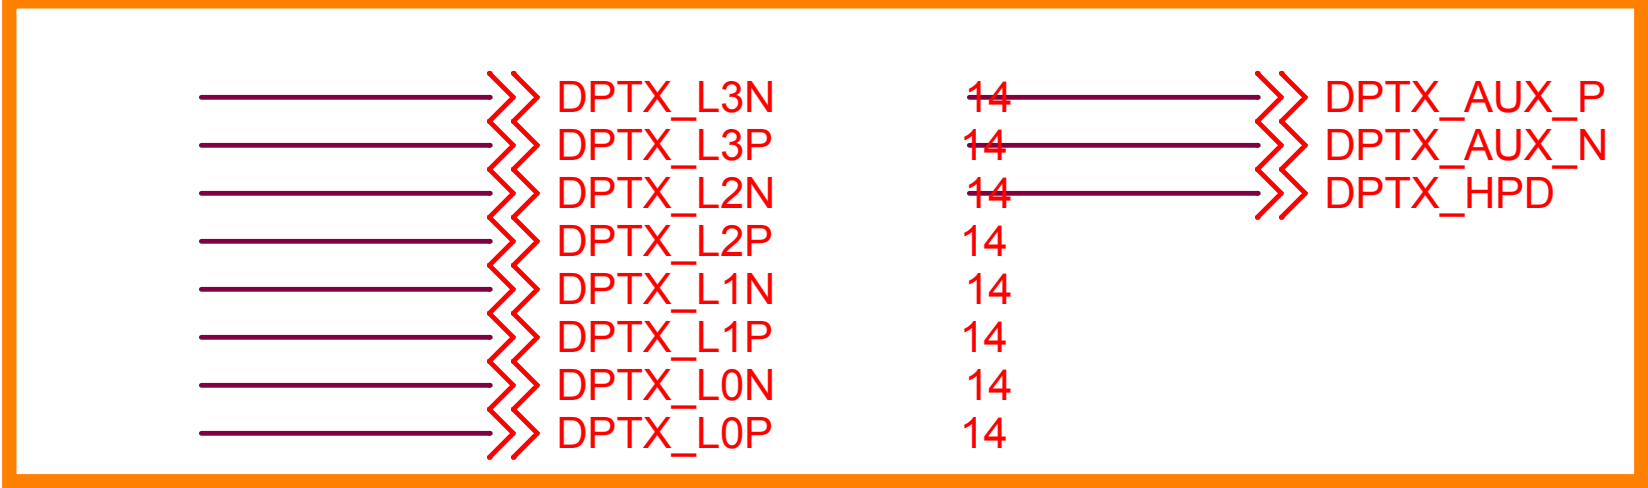 DPTX_L3N 14 DPTX_AUX_P
DPTX_L3P 14 DPTX_AUX_N
DPTX_L2N 14 DPTX_HPD
DPTX_L2P 14
DPTX_L1N 14
DPTX_L1P 14
DPTX_L0N 14
DPTX_L0P 14